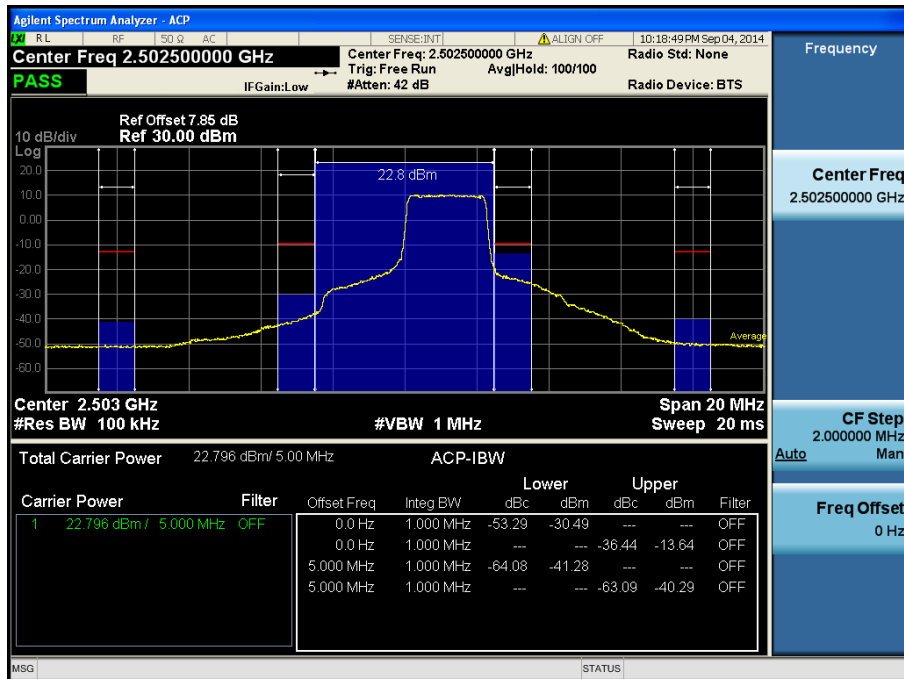 Agilent Spectrum Analyzer - ACP
LXI RL RF 50 Ω AC SENSE:INT ALIGN OFF 10:18:49 PM Sep 04, 2014
Center Freq 2.502500000 GHz
Center Freq: 2.502500000 GHz Radio Std: None
Trig: Free Run Avg|Hold: 100/100
PASS
IFGain:Low #Atten: 42 dB Radio Device: BTS
Frequency
Ref Offset 7.85 dB
10 dB/div Ref 30.00 dBm
Log
22.8 dBm
20.0
10.0
0.00
-10.0
-20.0
-30.0
-40.0
-50.0
-60.0
Average
Center 2.503 GHz Span 20 MHz
#Res BW 100 kHz #VBW 1 MHz Sweep 20 ms
Center Freq
2.502500000 GHz
CF Step
2.000000 MHz
Auto Man
Freq Offset
0 Hz
Total Carrier Power 22.796 dBm/ 5.00 MHz ACP-IBW
Lower Upper
Carrier Power Filter Offset Freq Integ BW dBc dBm dBc dBm Filter
1 22.796 dBm / 5.000 MHz OFF 0.0 Hz 1.000 MHz -53.29 -30.49 --- --- OFF
0.0 Hz 1.000 MHz --- --- -36.44 -13.64 OFF
5.000 MHz 1.000 MHz -64.08 -41.28 --- --- OFF
5.000 MHz 1.000 MHz --- --- -63.09 -40.29 OFF
MSG STATUS